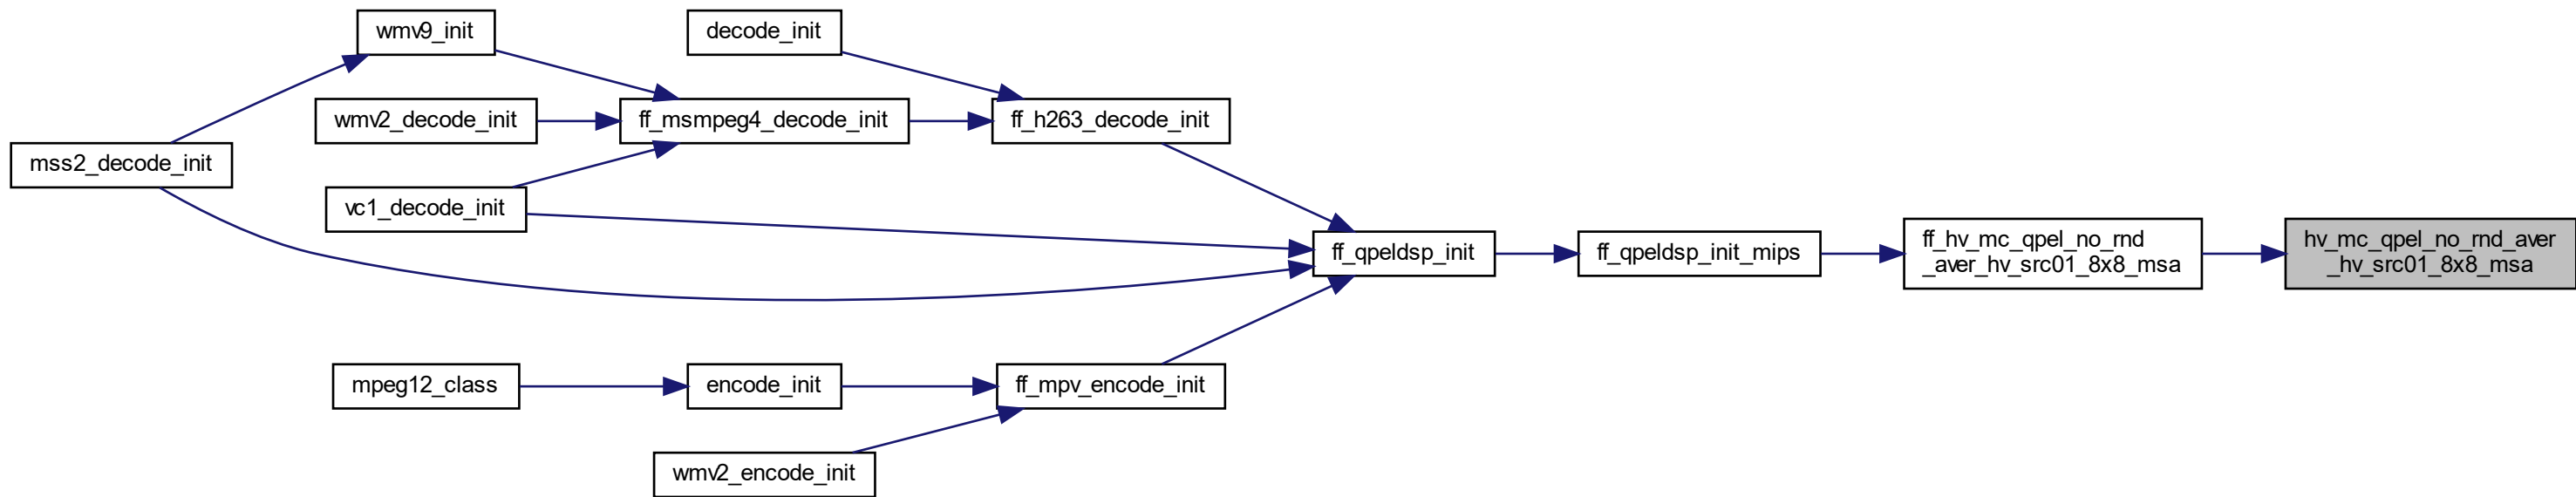 wmv9_init
decode_init
wmv2_decode_init
ff_msmpeg4_decode_init
ff_h263_decode_init
mss2_decode_init
vc1_decode_init
ff_qpeldsp_init
ff_qpeldsp_init_mips
ff_hv_mc_qpel_no_rnd
_aver_hv_src01_8x8_msa
hv_mc_qpel_no_rnd_aver
_hv_src01_8x8_msa
mpeg12_class
encode_init
ff_mpv_encode_init
wmv2_encode_init